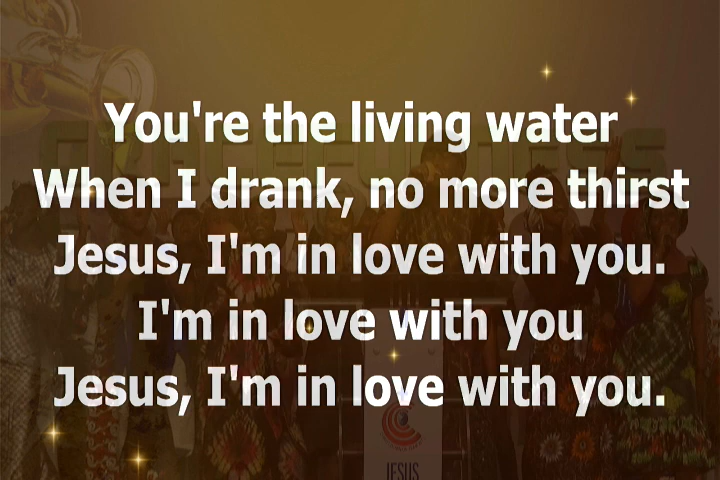 You're the living water
When I drank, no more thirst
Jesus, I'm in love with you.
I'm in love with you
Jesus, I'm in love with you.
JESUS